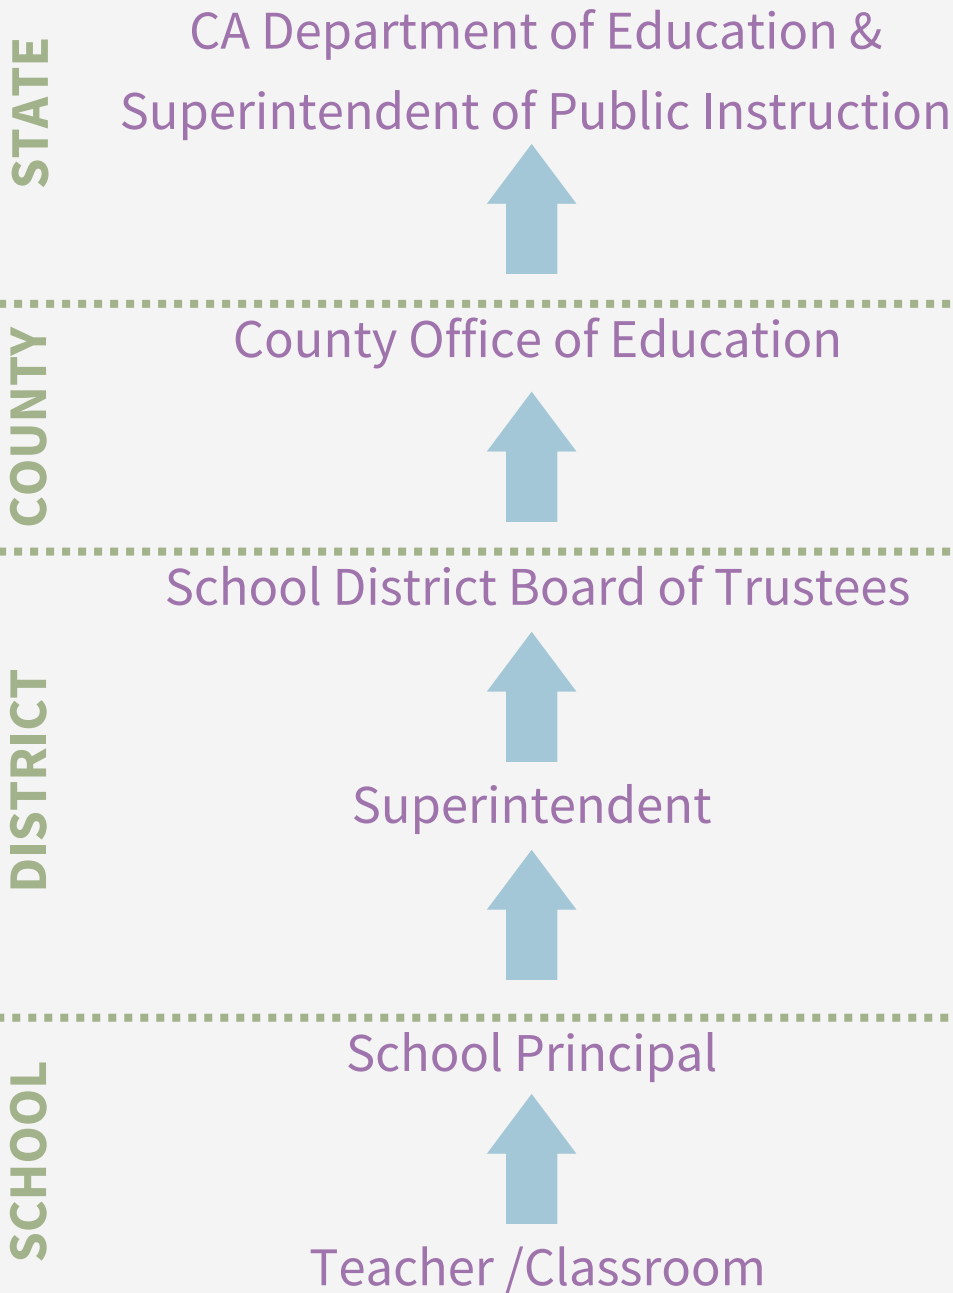 STATE
CA Department of Education &
Superintendent of Public Instruction
COUNTY
County Office of Education
DISTRICT
School District Board of Trustees
Superintendent
SCHOOL
School Principal
Teacher /Classroom